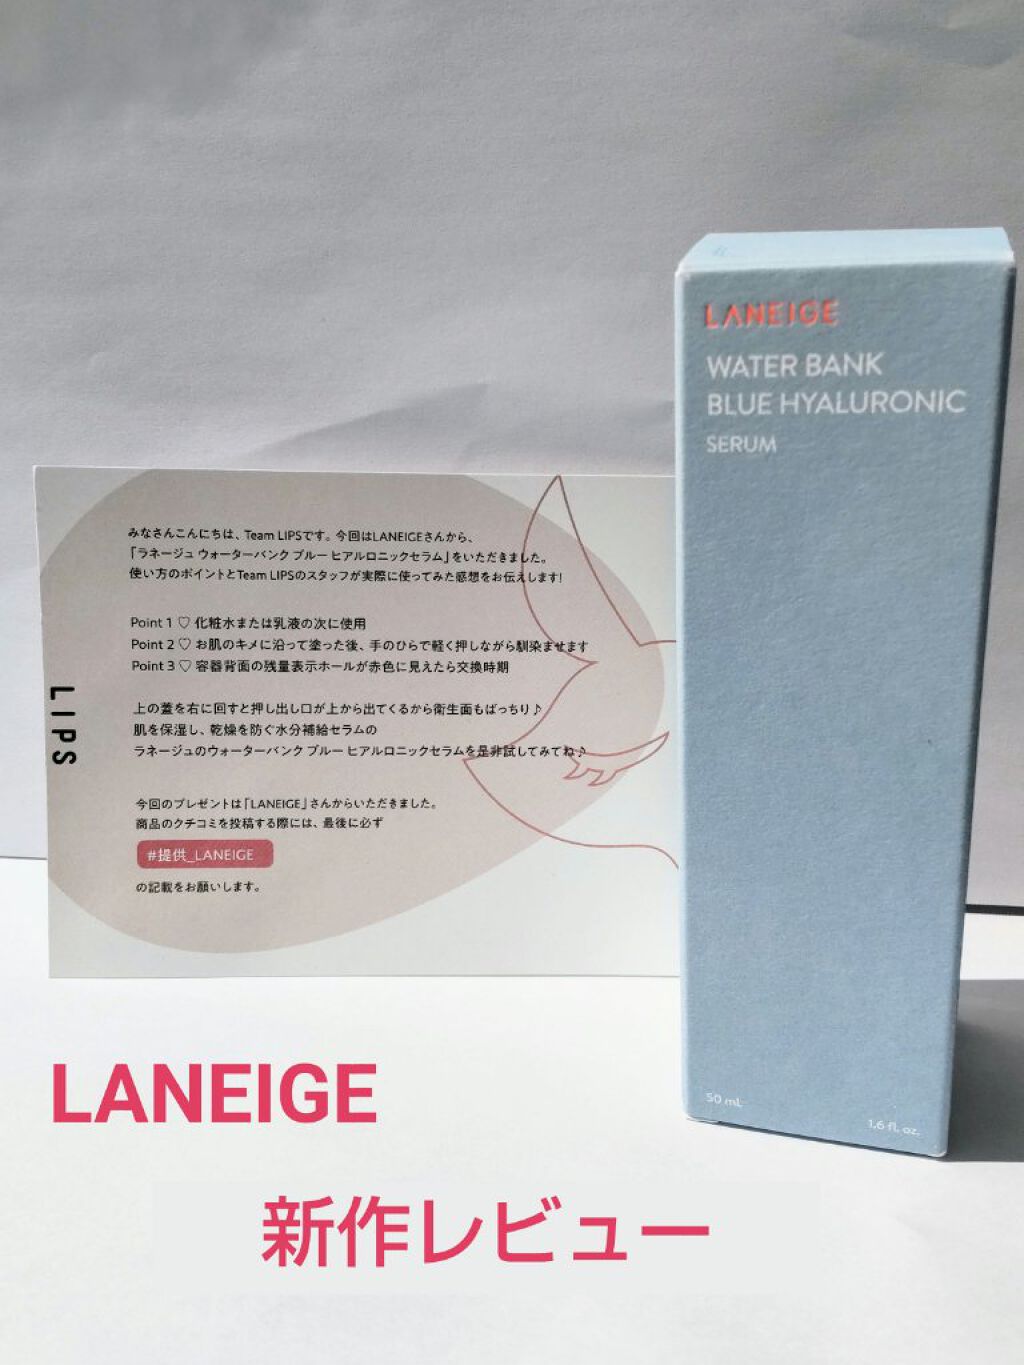 LANEIGE
WATER BANK
BLUE HYALURONIC
SERUM
50 mL
1.6 fl. oz.
みなさんこんにちは、Team LIPSです。今回はLANEIGEさんから、
「ラネージュ ウォーターバンク ブルー ヒアルロニックセラム」をいただきました。
使い方のポイントとTeam LIPSのスタッフが実際に使ってみた感想をお伝えします!
Point 1 ♡ 化粧水または乳液の次に使用
Point 2 ♡ お肌のキメに沿って塗った後、手のひらで軽く押しながら馴染ませます
Point 3 ♡ 容器背面の残量表示ホールが赤色に見えたら交換時期
上の蓋を右に回すと押し出し口が上から出てくるから衛生面もばっちり♪
肌を保湿し、乾燥を防ぐ水分補給セラムの
ラネージュのウォーターバンク ブルー ヒアルロニックセラムを是非試してみてね♪
今回のプレゼントは「LANEIGE」さんからいただきました。
商品のクチコミを投稿する際には、最後に必ず
#提供_LANEIGE
の記載をお願いします。
LIPS
LANEIGE
新作レビュー